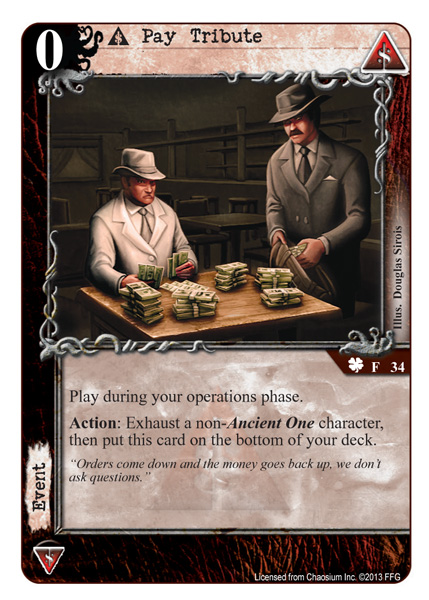 0
Pay Tribute
Illus. Douglas Sirois
F 34
Play during your operations phase.
Action: Exhaust a non-Ancient One character,
then put this card on the bottom of your deck.
“Orders come down and the money goes back up, we don't
ask questions.”
Event
Licensed from Chaosium Inc. ©2013 FFG